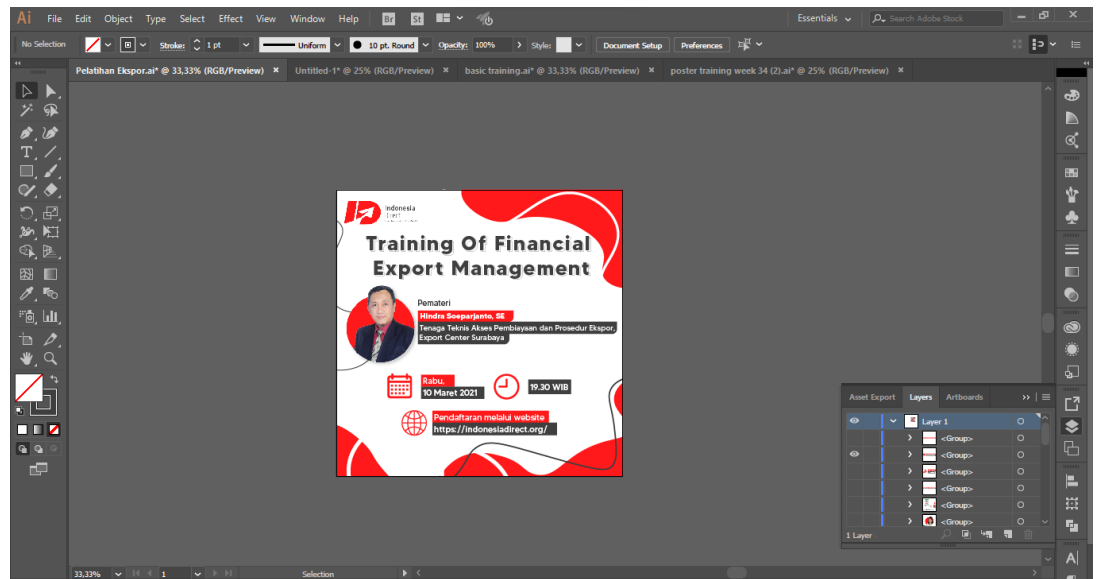 Ai File Edit Object Type Select Effect View Window Help Br St Essentials Search Adobe Stock
No Selection Stroke: 1 pt Uniform 10 pt. Round Opacity: 100% Style: Document Setup Preferences
Pelatihan Ekspor.ai* @ 33,33% (RGB/Preview) × Untitled-1* @ 25% (RGB/Preview) × basic training.ai* @ 33,33% (RGB/Preview) × poster training week 34 (2).ai* @ 25% (RGB/Preview) ×
Indonesia
Direct
Training Of Financial
Export Management
Pemateri
Hindra Soeparjanto, SE
Tenaga Teknis Akses Pembiayaan dan Prosedur Ekspor,
Export Center Surabaya
Rabu,
10 Maret 2021
19.30 WIB
Pendaftaran melalui website
https://indonesiadirect.org/
Asset Export Layers Artboards
Layer 1
<Group>
<Group>
<Group>
<Group>
<Group>
<Group>
1 Layer
33,33% 1 Selection